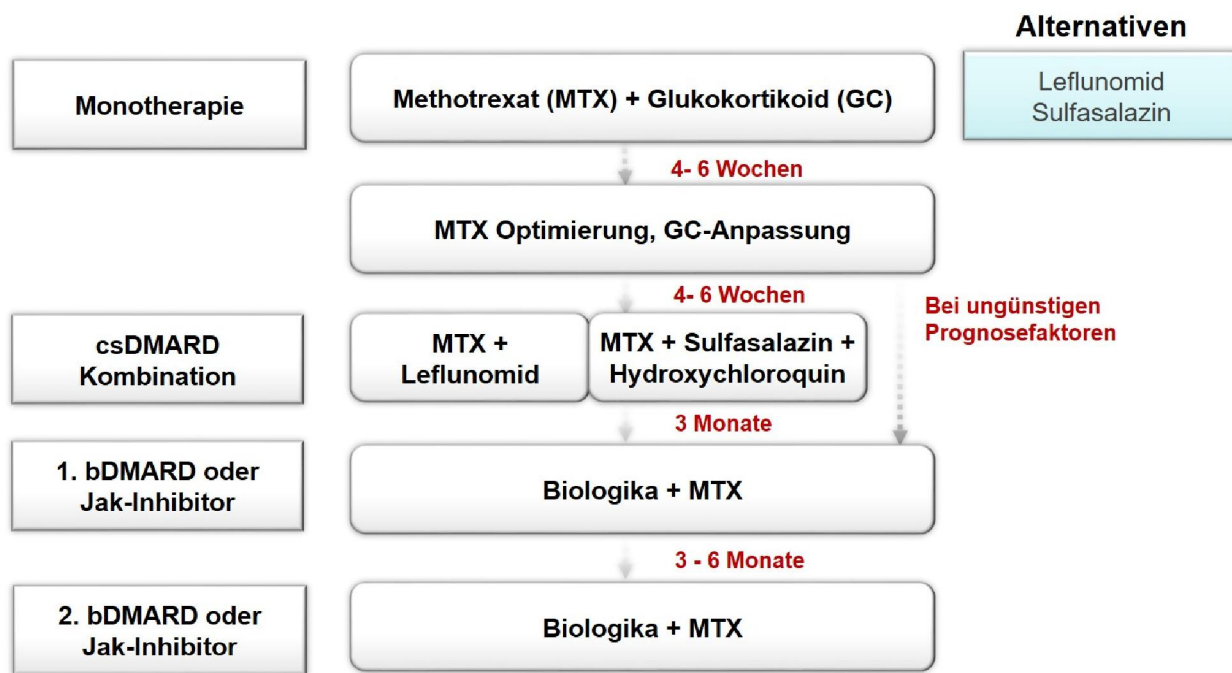 Alternativen
Monotherapie
Methotrexat (MTX) + Glukokortikoid (GC)
Leflunomid
Sulfasalazin
4- 6 Wochen
MTX Optimierung, GC-Anpassung
4- 6 Wochen
Bei ungünstigen
Prognosefaktoren
csDMARD
Kombination
MTX +
Leflunomid
MTX + Sulfasalazin +
Hydroxychloroquin
3 Monate
1. bDMARD oder
Jak-Inhibitor
Biologika + MTX
3 - 6 Monate
2. bDMARD oder
Jak-Inhibitor
Biologika + MTX